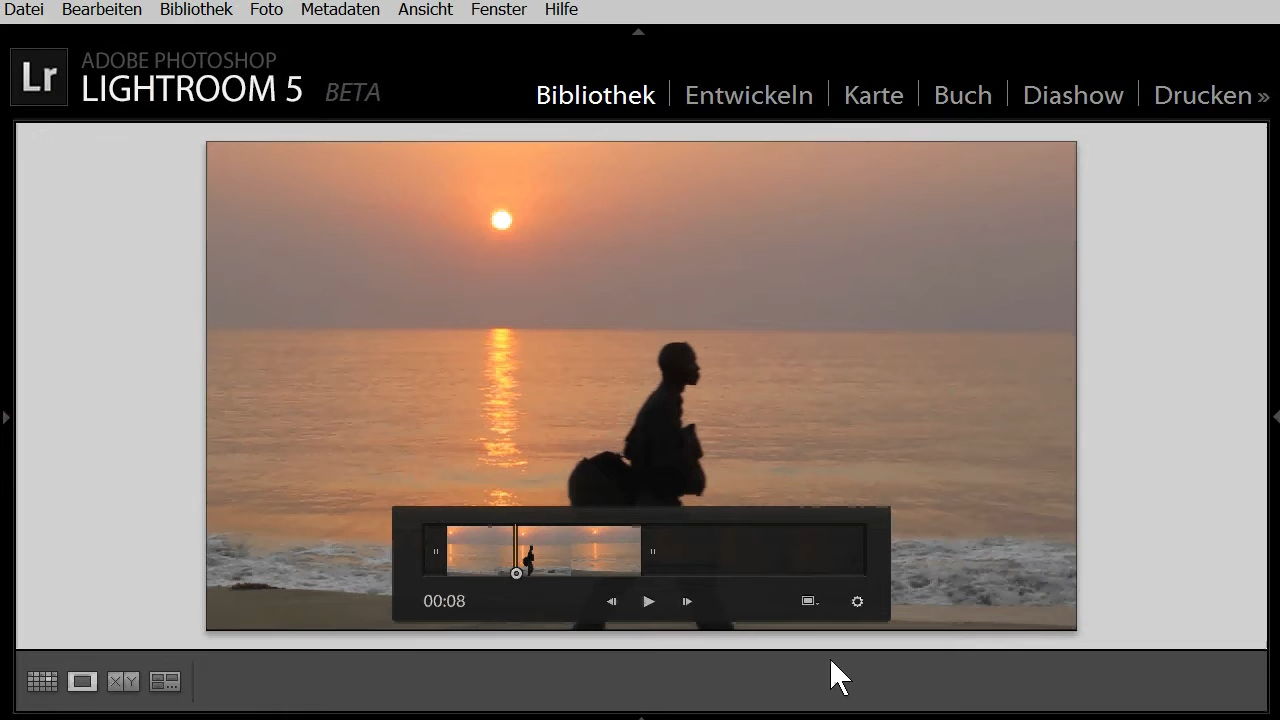 Datei Bearbeiten Bibliothek Foto Metadaten Ansicht Fenster Hilfe
Lr
ADOBE PHOTOSHOP
LIGHTROOM 5 BETA
Bibliothek | Entwickeln | Karte | Buch | Diashow | Drucken »
00:08
XY